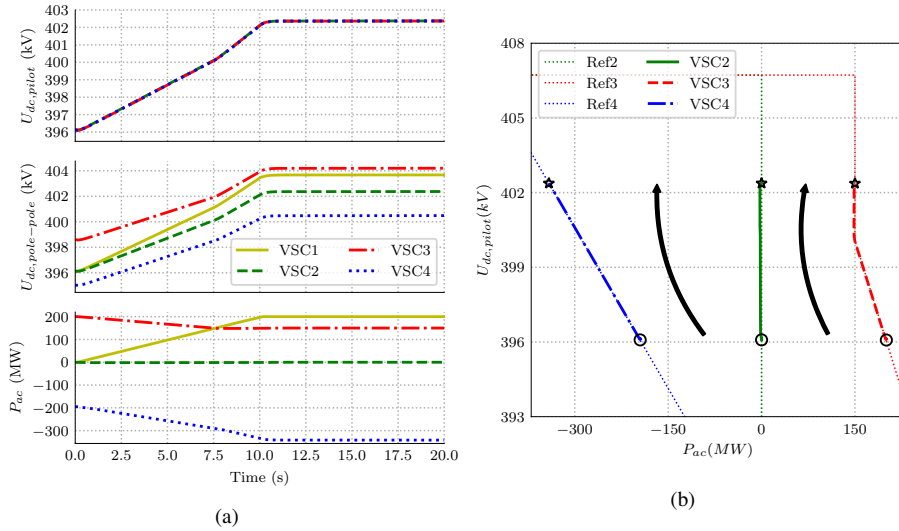 403
402
401
400
399
398
397
396
U_{dc,pilot} (kV)
404
402
400
398
396
U_{dc,pole−pole} (kV)
VSC1
VSC3
VSC2
VSC4
200
100
0
−100
−200
−300
P_{ac} (MW)
0.0 2.5 5.0 7.5 10.0 12.5 15.0 17.5 20.0
Time (s)
(a)
408
405
402
399
396
393
U_{dc,pilot}(kV)
Ref2 VSC2
Ref3 VSC3
Ref4 VSC4
−300 −150 0 150
P_{ac}(MW)
(b)